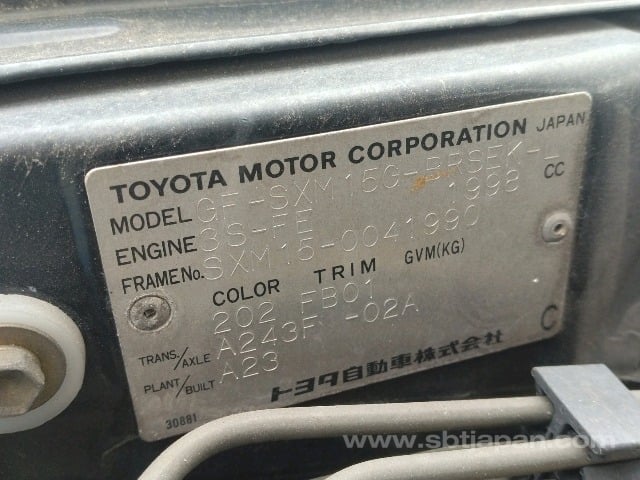 TOYOTA MOTOR CORPORATION JAPAN
MODEL GF-SXM15G-BRSEK-
ENGINE 3S-FE 1998 CC
FRAME No. SXM15-0041990
COLOR TRIM GVM(KG)
202 FB01
TRANS./AXLE A243F -02A
PLANT/BUILT A23 C
トヨタ自動車株式会社
30881
www.sbtjapan.com